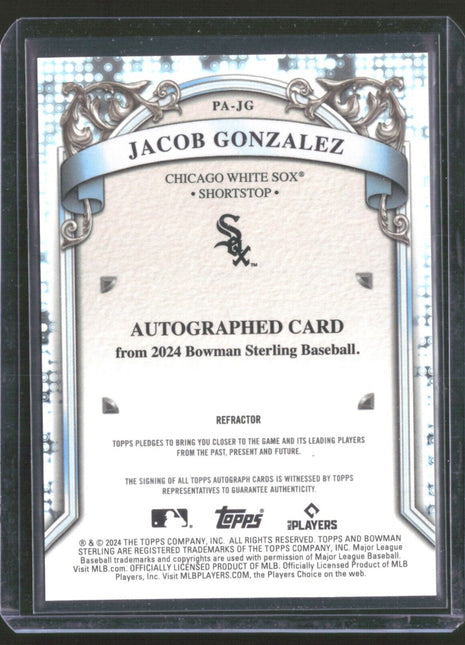 PA-JG
JACOB GONZALEZ
CHICAGO WHITE SOX®
• SHORTSTOP •
Sox™
AUTOGRAPHED CARD
from 2024 Bowman Sterling Baseball.
REFRACTOR
TOPPS PLEDGES TO BRING YOU CLOSER TO THE GAME AND ITS LEADING PLAYERS
FROM THE PAST, PRESENT AND FUTURE.
THE SIGNING OF ALL TOPPS AUTOGRAPH CARDS IS WITNESSED BY TOPPS
REPRESENTATIVES TO GUARANTEE AUTHENTICITY.
Topps
MLB PLAYERS
® & © 2024 THE TOPPS COMPANY, INC. ALL RIGHTS RESERVED. TOPPS AND BOWMAN
STERLING ARE REGISTERED TRADEMARKS OF THE TOPPS COMPANY, INC. Major League
Baseball trademarks and copyrights are used with permission of Major League Baseball.
Visit MLB.com. OFFICIALLY LICENSED PRODUCT OF MLB. Officially Licensed Product of MLB
Players, Inc. Visit MLBPLAYERS.COM, the Players Choice on the web.